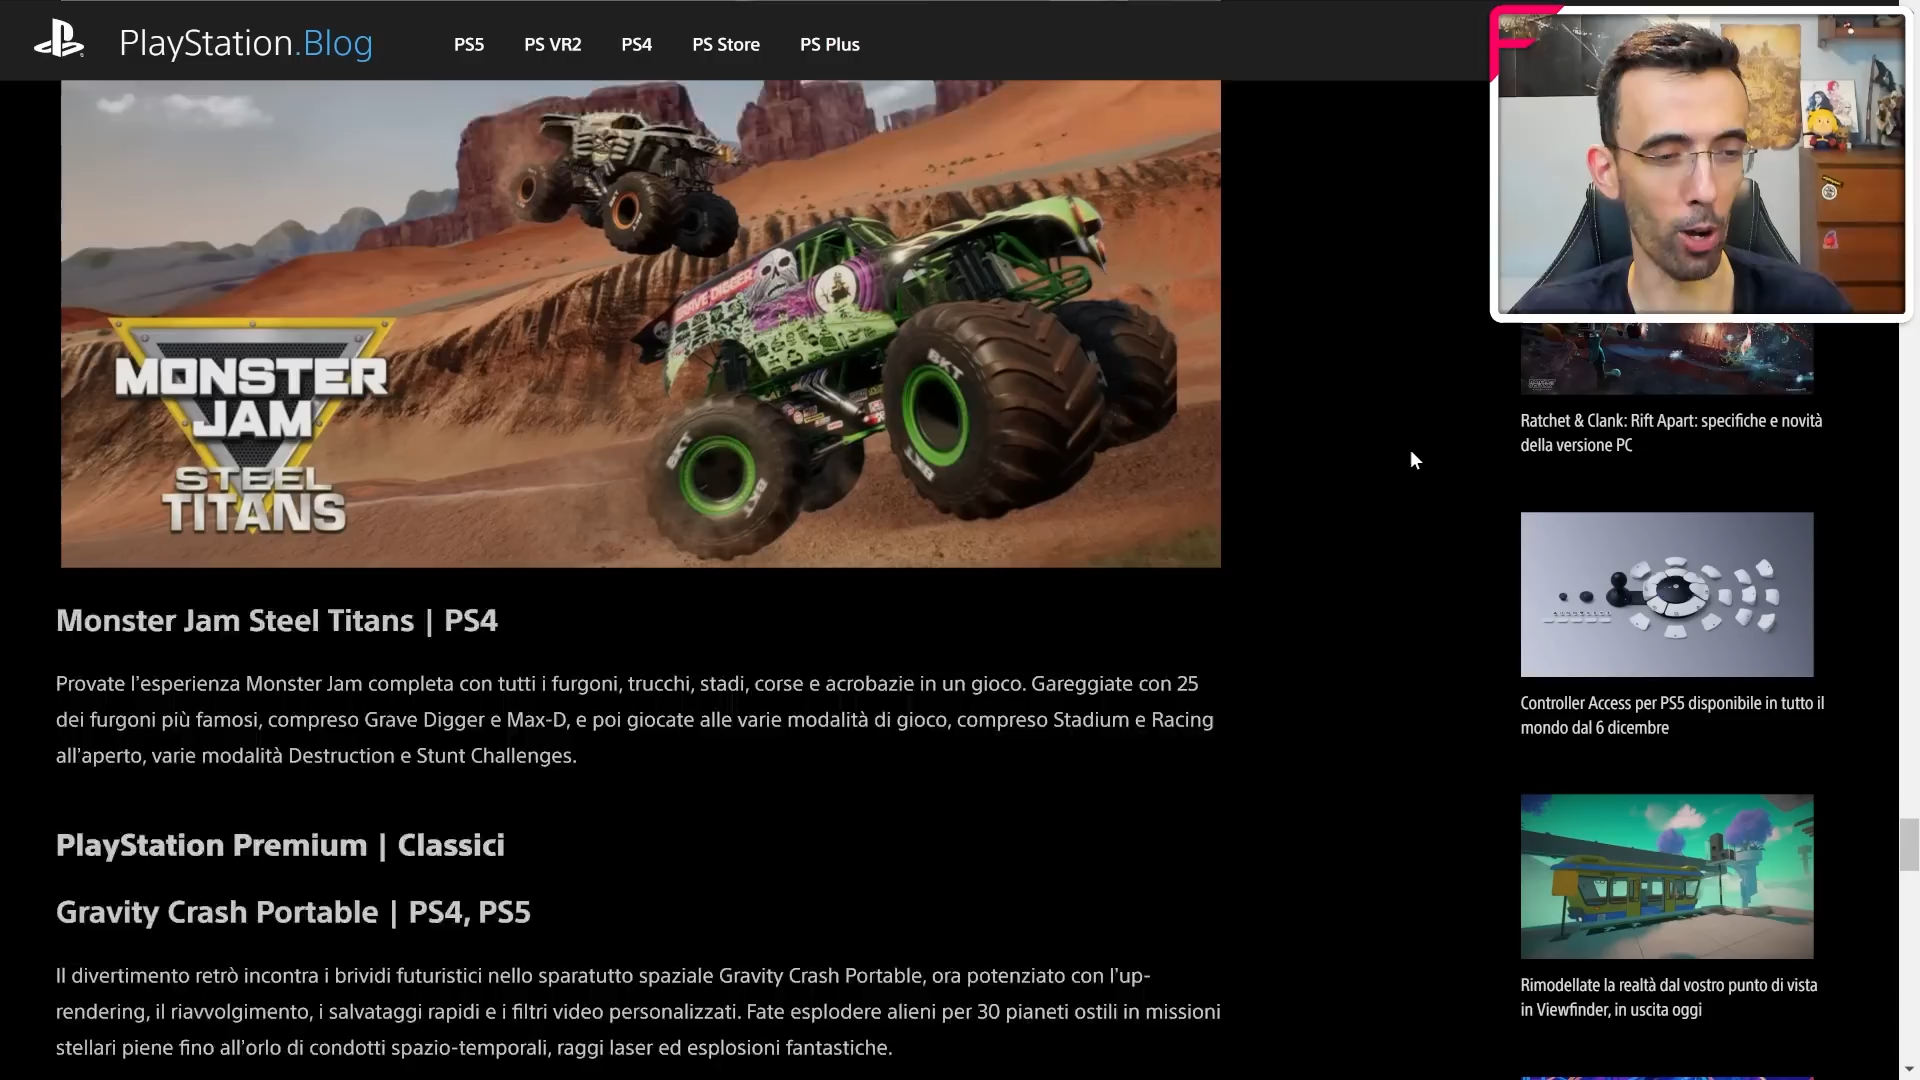 PlayStation.Blog
PS5
PS VR2
PS4
PS Store
PS Plus
GRAVE DIGGER
BKT
BKT
BKT
BKT
MONSTER
JAM
STEEL
TITANS
Monster Jam Steel Titans | PS4
Provate l'esperienza Monster Jam completa con tutti i furgoni, trucchi, stadi, corse e acrobazie in un gioco. Gareggiate con 25
dei furgoni più famosi, compreso Grave Digger e Max-D, e poi giocate alle varie modalità di gioco, compreso Stadium e Racing
all'aperto, varie modalità Destruction e Stunt Challenges.
PlayStation Premium | Classici
Gravity Crash Portable | PS4, PS5
Il divertimento retrò incontra i brividi futuristici nello sparatutto spaziale Gravity Crash Portable, ora potenziato con l'up-
rendering, il riavvolgimento, i salvataggi rapidi e i filtri video personalizzati. Fate esplodere alieni per 30 pianeti ostili in missioni
stellari piene fino all'orlo di condotti spazio-temporali, raggi laser ed esplosioni fantastiche.
Ratchet & Clank: Rift Apart: specifiche e novità
della versione PC
Controller Access per PS5 disponibile in tutto il
mondo dal 6 dicembre
Rimodellate la realtà dal vostro punto di vista
in Viewfinder, in uscita oggi